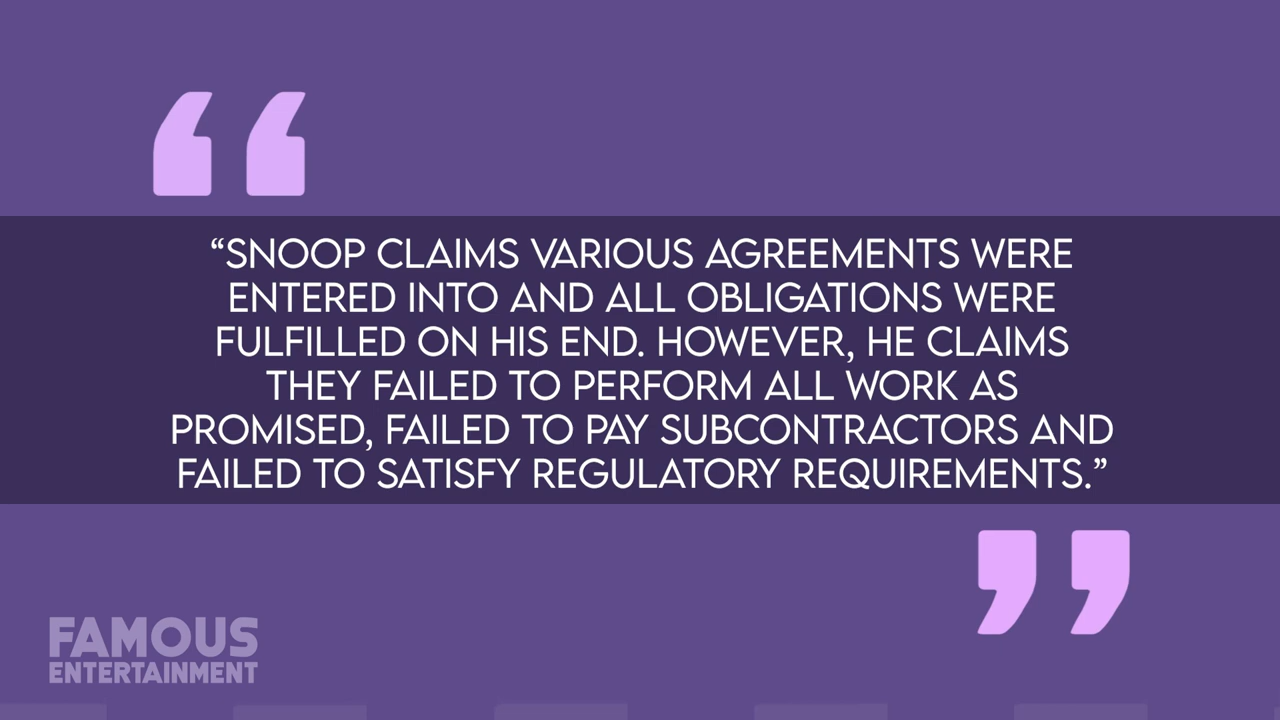 “SNOOP CLAIMS VARIOUS AGREEMENTS WERE
ENTERED INTO AND ALL OBLIGATIONS WERE
FULFILLED ON HIS END. HOWEVER, HE CLAIMS
THEY FAILED TO PERFORM ALL WORK AS
PROMISED, FAILED TO PAY SUBCONTRACTORS AND
FAILED TO SATISFY REGULATORY REQUIREMENTS.”
FAMOUS
ENTERTAINMENT